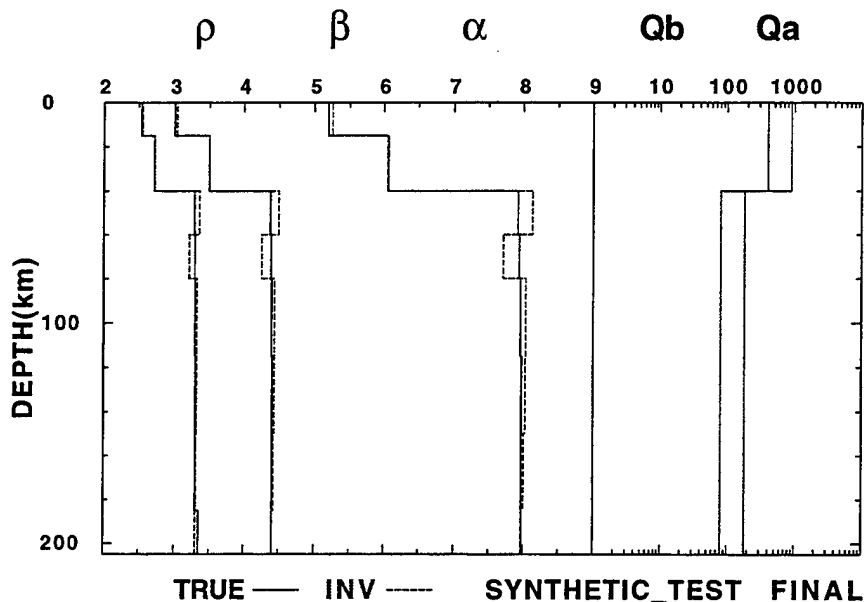 ρ β α Qb Qa
2 3 4 5 6 7 8 9 10 100 1000
0
100
200
DEPTH(km)
TRUE INV SYNTHETIC_TEST FINAL